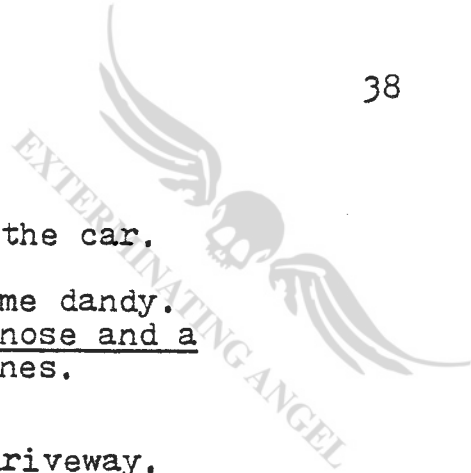 38
EXTERMINATING ANGEL
the car.
me dandy.
nose and a
nes.
riveway.